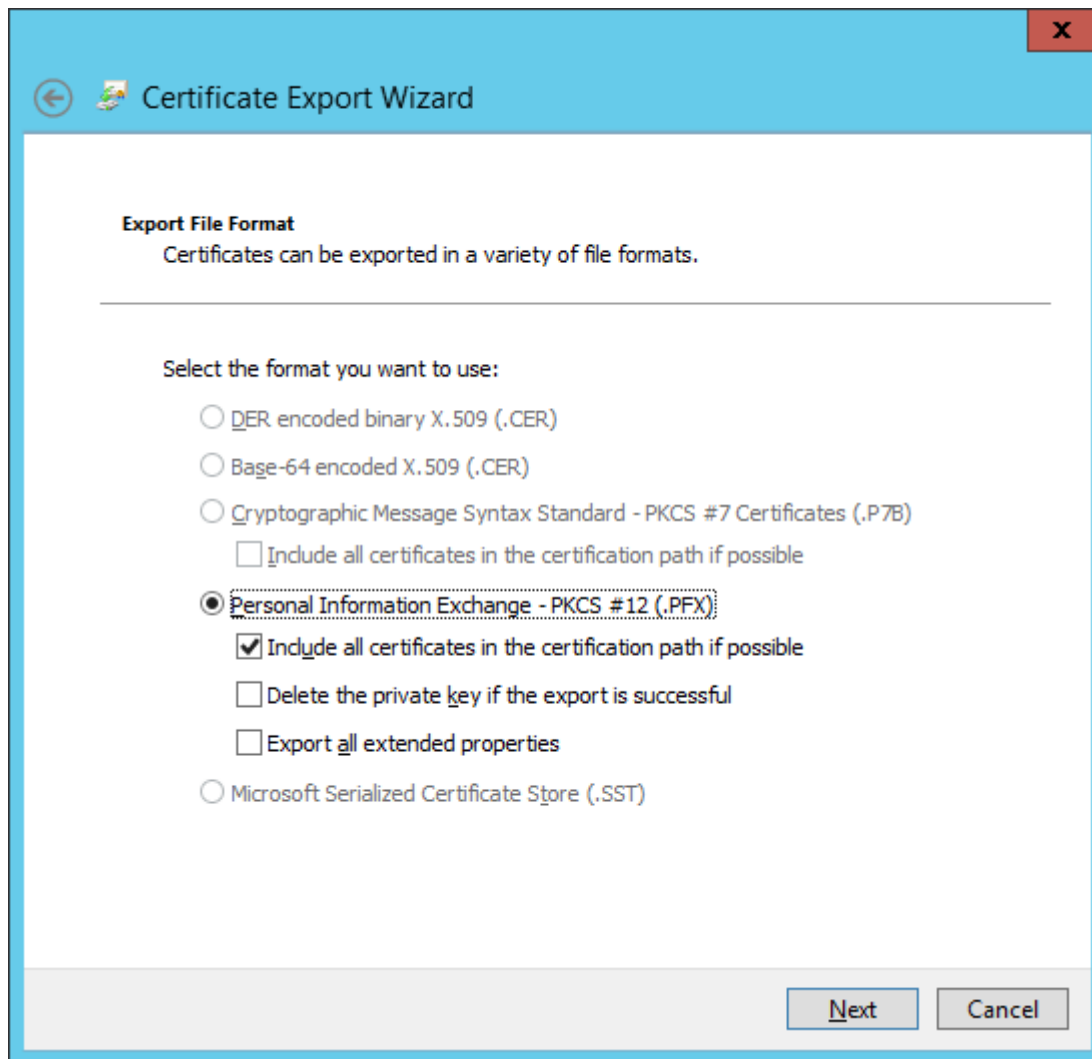 x
Certificate Export Wizard
Export File Format
Certificates can be exported in a variety of file formats.
Select the format you want to use:
DER encoded binary X.509 (.CER)
Base-64 encoded X.509 (.CER)
Cryptographic Message Syntax Standard - PKCS #7 Certificates (.P7B)
Include all certificates in the certification path if possible
Personal Information Exchange - PKCS #12 (.PFX)
Include all certificates in the certification path if possible
Delete the private key if the export is successful
Export all extended properties
Microsoft Serialized Certificate Store (.SST)
Next Cancel